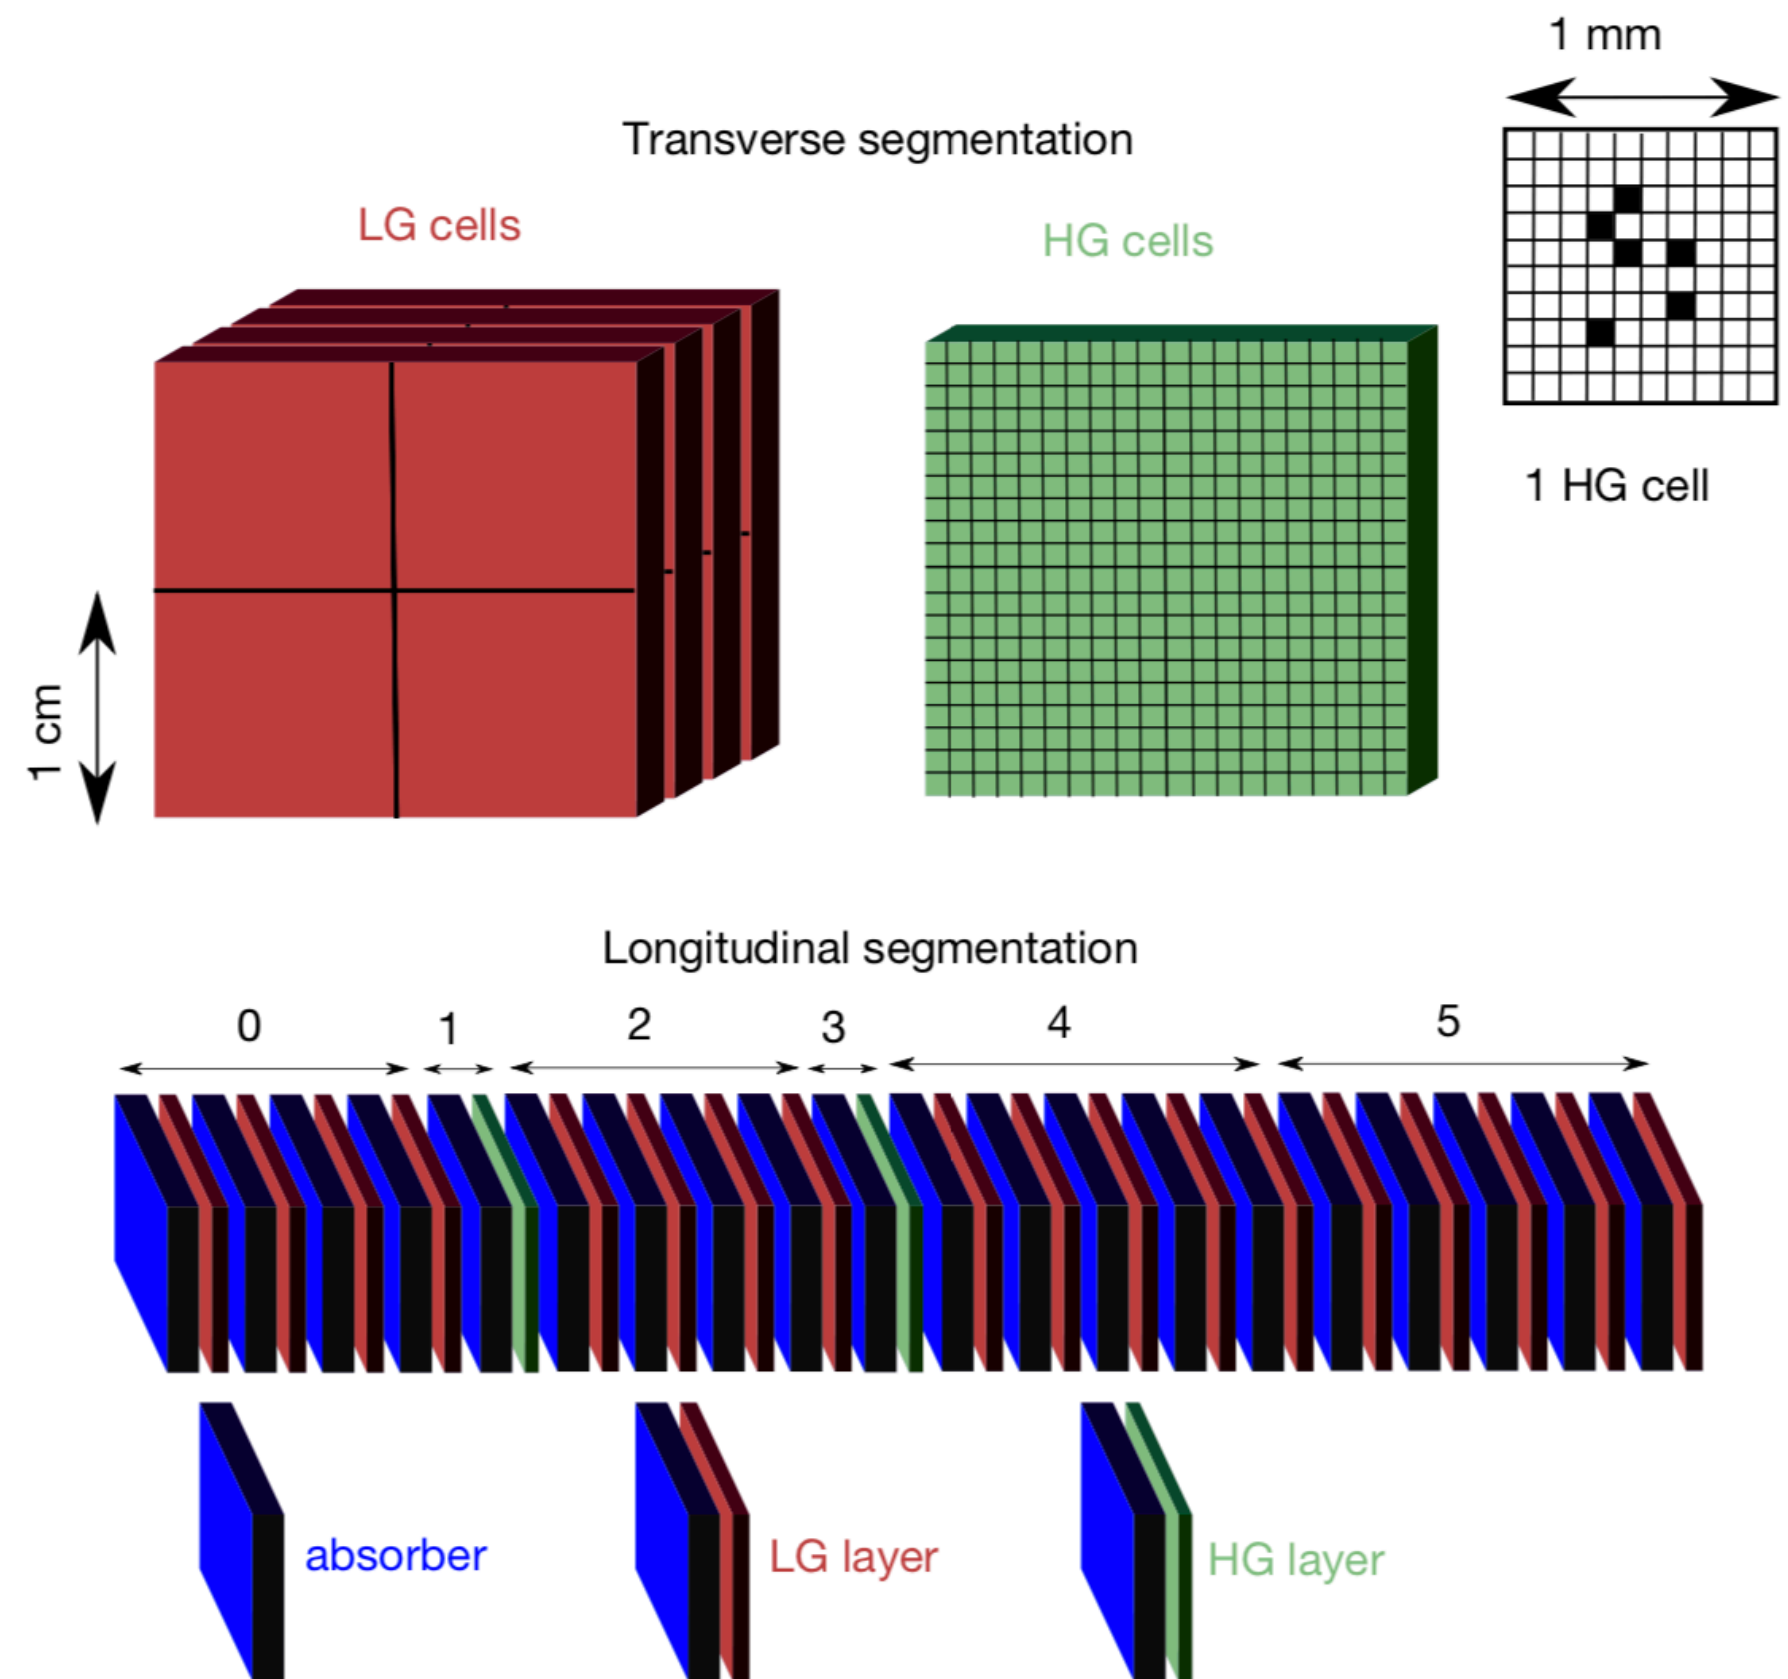 1 mm
Transverse segmentation
LG cells
HG cells
1 HG cell
1 cm
Longitudinal segmentation
0 1 2 3 4 5
absorber
LG layer
HG layer